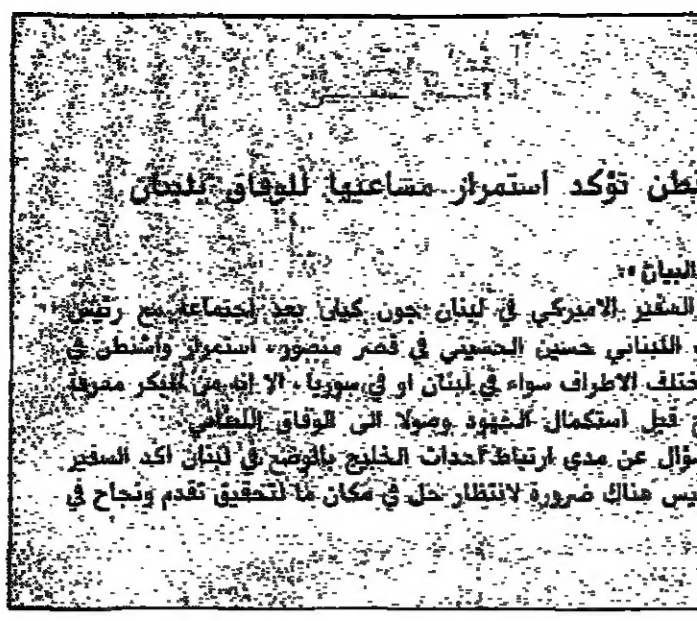 طن تؤكد استمرار مساعيها للوفاق بلبنان
البيان
السفير الاميركي في لبنان جون كيلي بعد اجتماعه مع رئيس
اللبناني حسين الحسيني في قصر منصور، استمرار واشنطن في
ختلف الاطراف سواء في لبنان او في سوريا، الا انه من المبكر معرفة
قبل استكمال الجهود وصولا الى الوفاق اللبناني
سؤال عن مدى ارتباط احداث الخليج بالوضع في لبنان اكد السفير
يس هناك ضرورة لانتظار حل في مكان ما لتحقيق تقدم ونجاح في